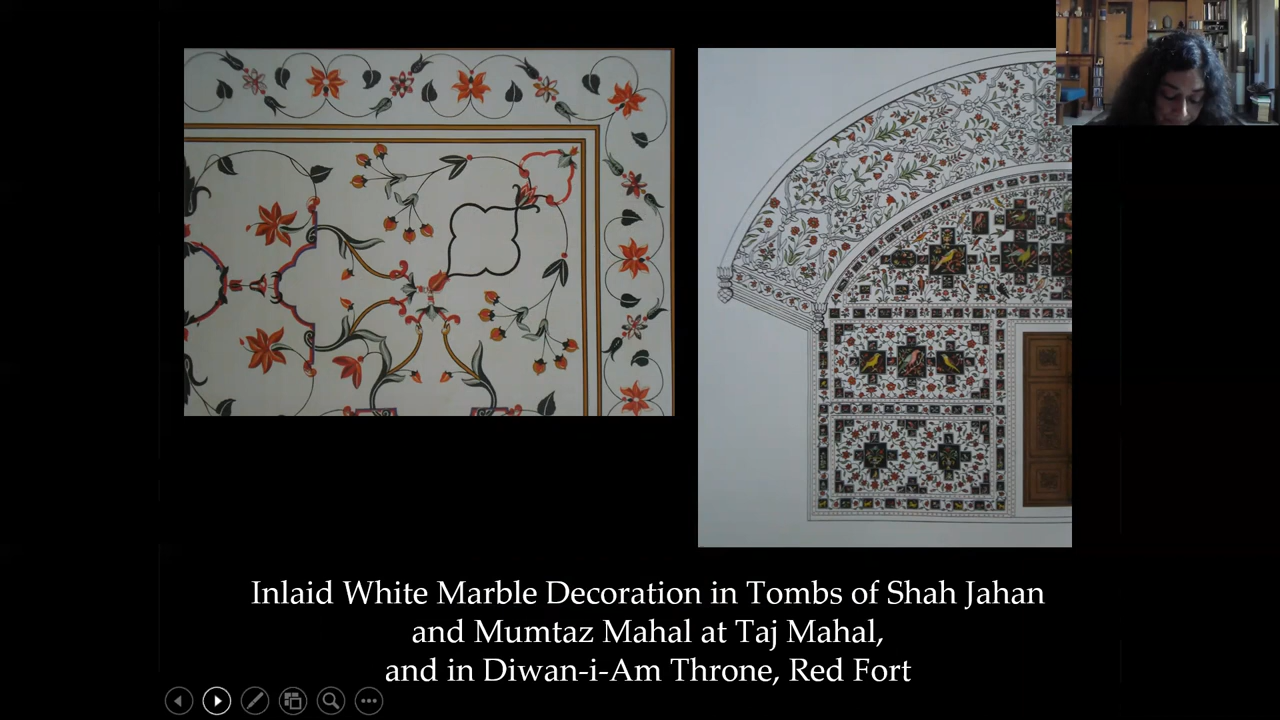 Inlaid White Marble Decoration in Tombs of Shah Jahan
and Mumtaz Mahal at Taj Mahal,
and in Diwan-i-Am Throne, Red Fort